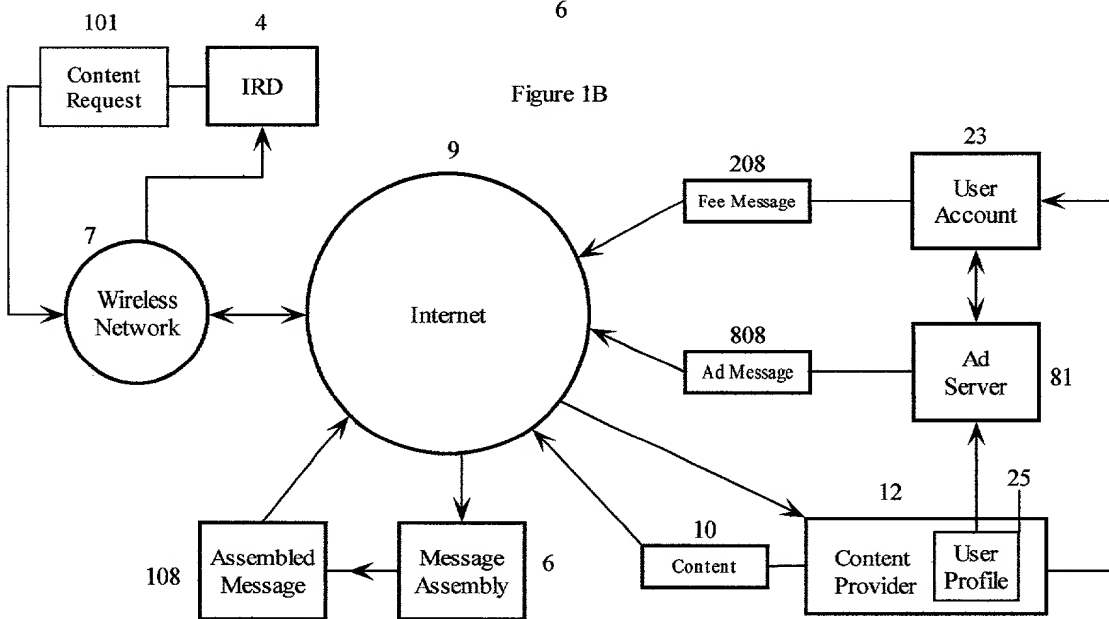 6
101
4
Content
Request
IRD
Figure 1B
9
23
208
Fee Message
User
Account
7
Wireless
Network
Internet
808
Ad Message
Ad
Server
81
25
12
10
Content
Content
Provider
User
Profile
108
Assembled
Message
Message
Assembly
6